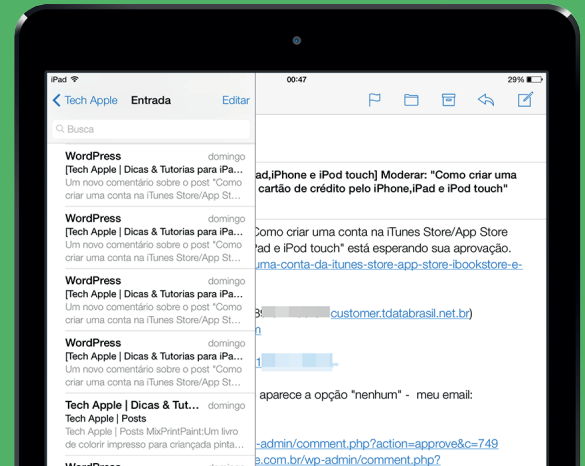 iPad 00:47 29%
Tech Apple Entrada Editar
Busca
WordPress domingo
[Tech Apple | Dicas & Tutorias para iPa...
Um novo comentário sobre o post "Como
criar uma conta na iTunes Store/App St...
WordPress domingo
[Tech Apple | Dicas & Tutorias para iPa...
Um novo comentário sobre o post "Como
criar uma conta na iTunes Store/App St...
WordPress domingo
[Tech Apple | Dicas & Tutorias para iPa...
Um novo comentário sobre o post "Como
criar uma conta na iTunes Store/App St...
WordPress domingo
[Tech Apple | Dicas & Tutorias para iPa...
Um novo comentário sobre o post "Como
criar uma conta na iTunes Store/App St...
Tech Apple | Dicas & Tut... domingo
Tech Apple | Posts
Tech Apple | Posts MixPrintPaint:Um livro
de colorir impresso para criançada pinta...
WordPress domingo
ad,iPhone e iPod touch] Moderar: "Como criar uma
cartão de crédito pelo iPhone,iPad e iPod touch"
Como criar uma conta na iTunes Store/App Store
Pad e iPod touch" está esperando sua aprovação.
uma-conta-da-itunes-store-app-store-ibookstore-e-
customer.tdatabrasil.net.br)
m
1
aparece a opção "nenhum" - meu email:
-admin/comment.php?action=approve&c=749
e.com.br/wp-admin/comment.php?